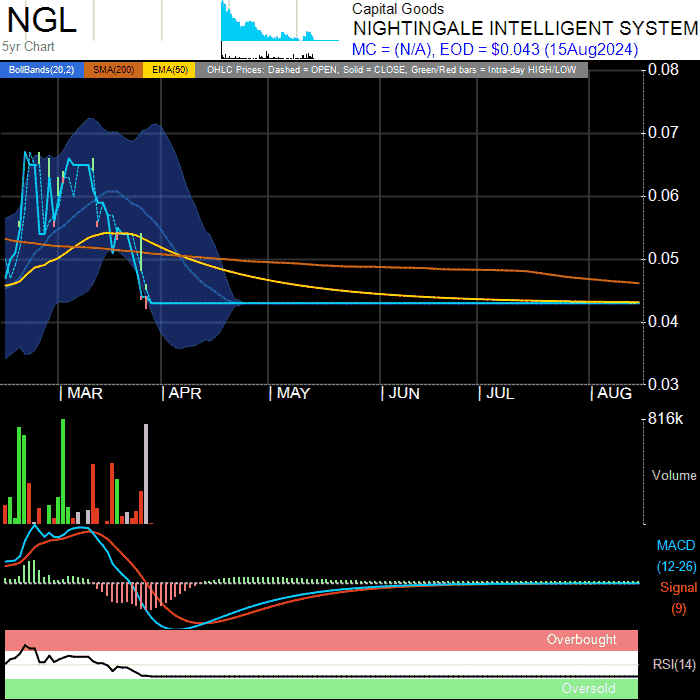 NGL
5yr Chart
Capital Goods
NIGHTINGALE INTELLIGENT SYSTEM
MC = (N/A), EOD = $0.043 (15Aug2024)
BollBands(20,2) SMA(200) EMA(50) OHLC Prices: Dashed = OPEN, Solid = CLOSE, Green/Red bars = Intra-day HIGH/LOW
0.08
0.07
0.06
0.05
0.04
0.03
| MAR | APR | MAY | JUN | JUL | AUG
816k
Volume
MACD
(12-26)
Signal
(9)
Overbought
RSI(14)
Oversold